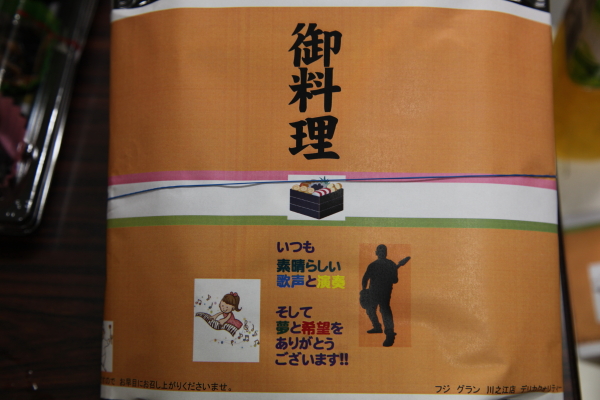 御料理
いつも
素晴らしい
歌声と演奏
そして
夢と希望を
ありがとう
ございます!!
お早目にお召し上がりくださいませ。
フジ グラン 川之江店